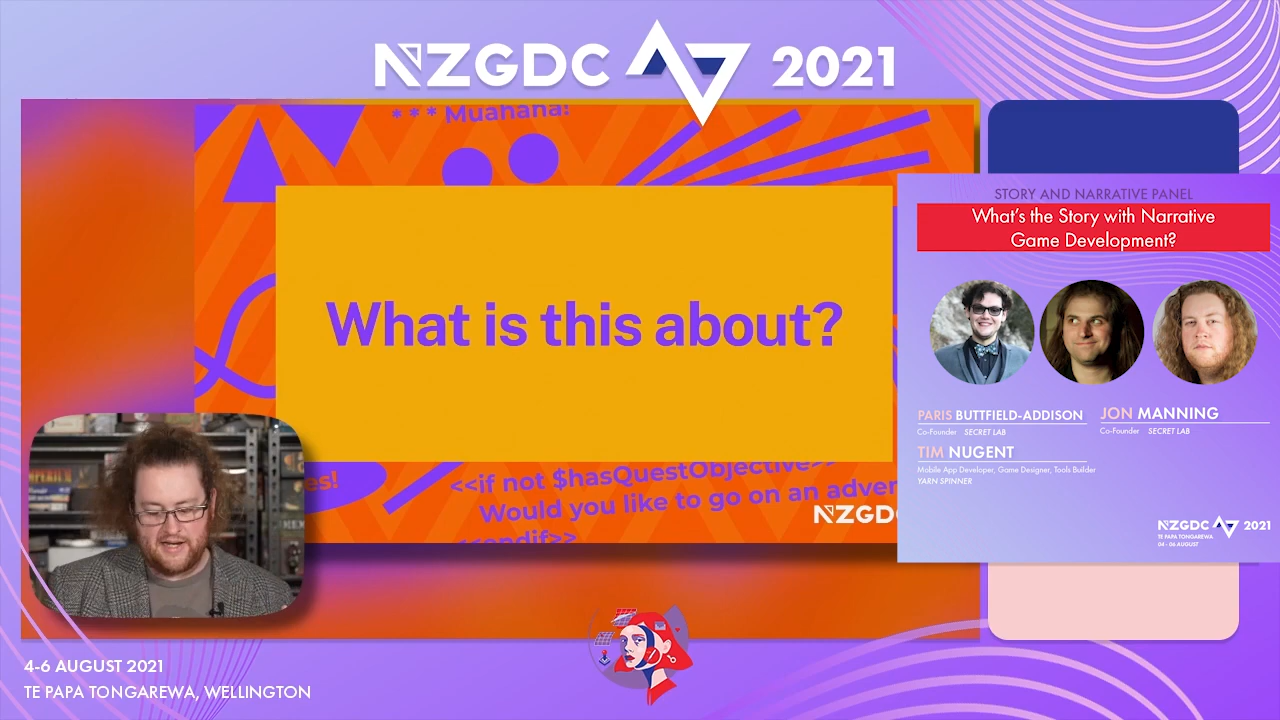 NZGDC 2021
*** Muahaha!
What is this about?
es!
<<if not $hasQuestObjective>>
Would you like to go on an adven
<<endif>>
NZGDC
STORY AND NARRATIVE PANEL
What's the Story with Narrative
Game Development?
PARIS BUTTFIELD-ADDISON
Co-Founder SECRET LAB
JON MANNING
Co-Founder SECRET LAB
TIM NUGENT
Mobile App Developer, Game Designer, Tools Builder
YARN SPINNER
NZGDC 2021
TE PAPA TONGAREWA
04 - 06 AUGUST
4-6 AUGUST 2021
TE PAPA TONGAREWA, WELLINGTON